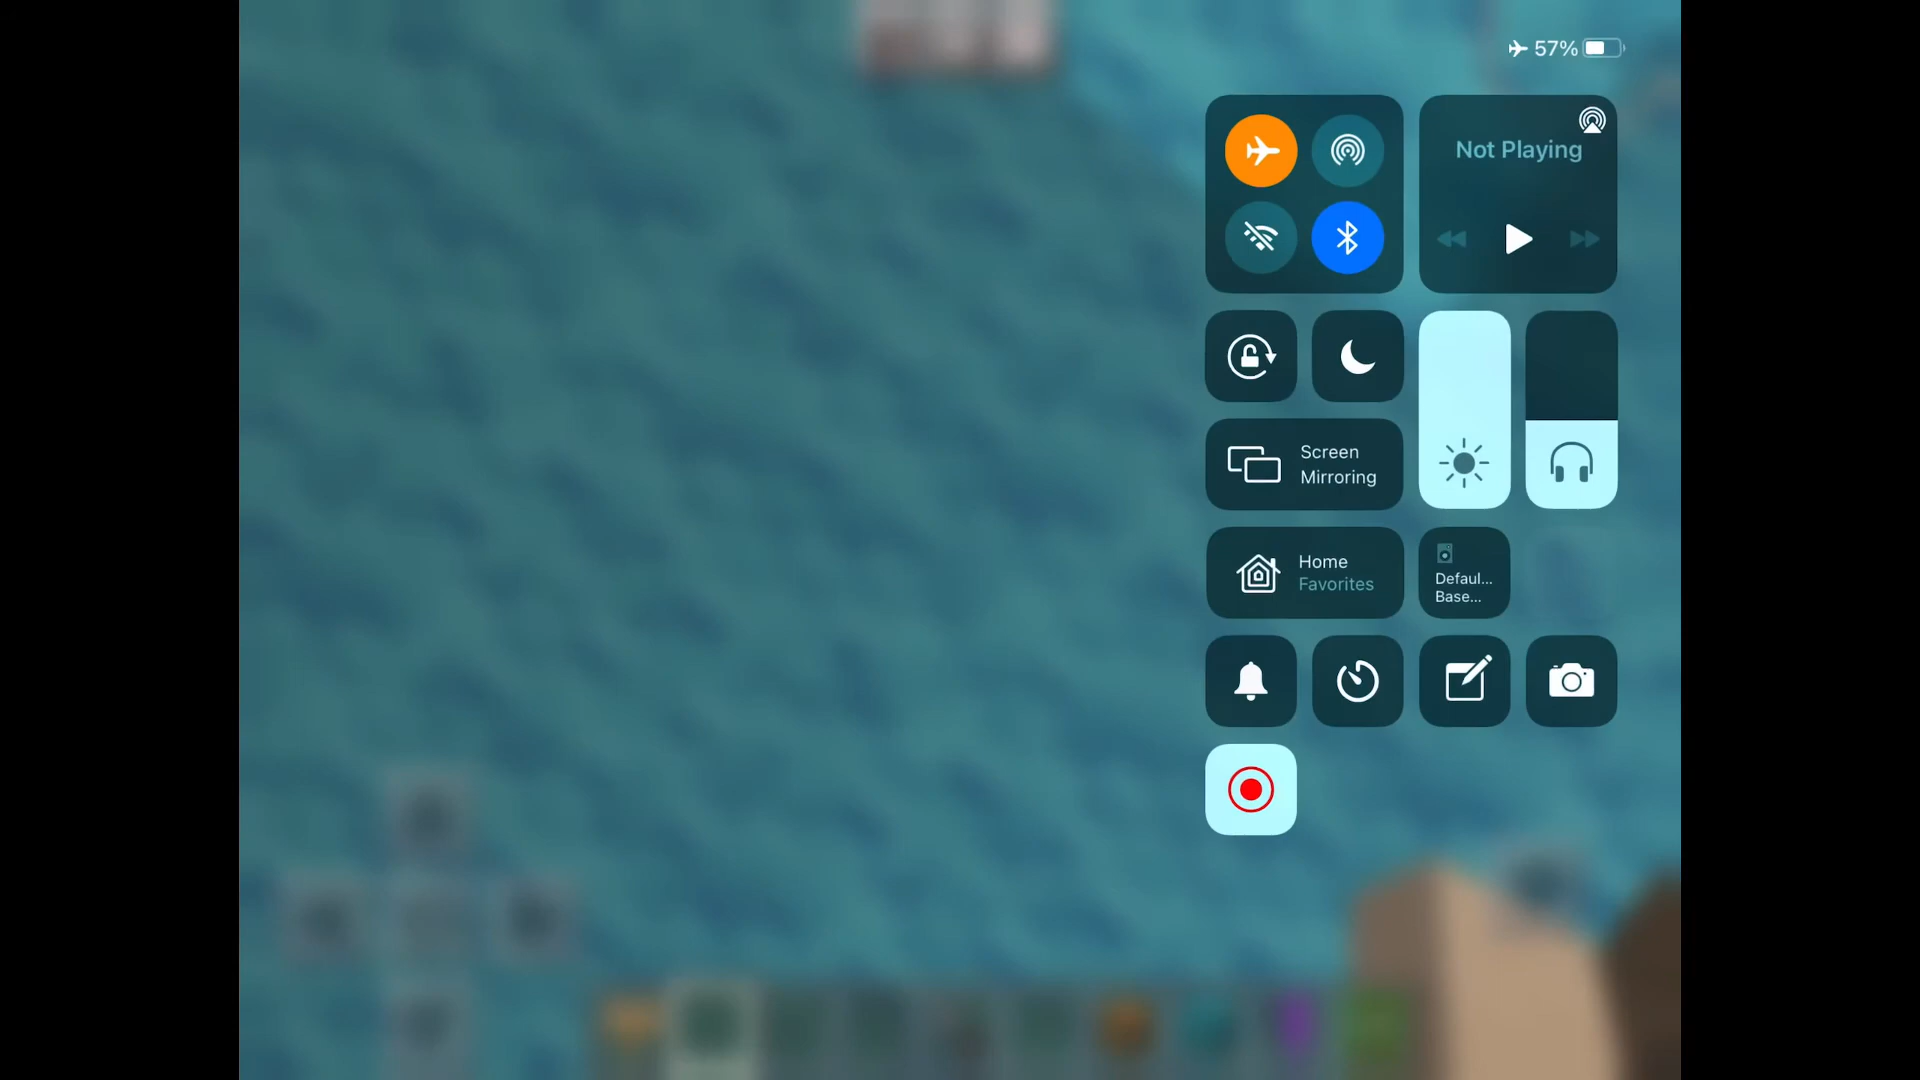 57%
Not Playing
Screen
Mirroring
Home
Favorites
Defaul...
Base...